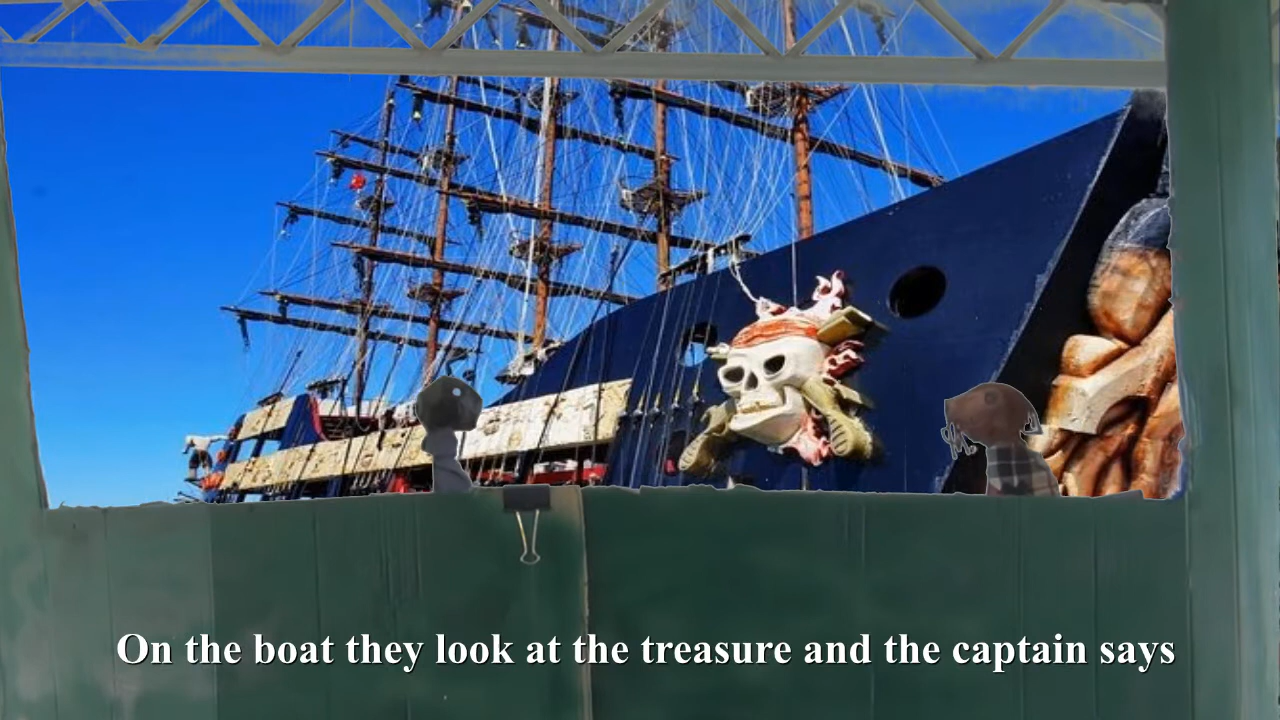 On the boat they look at the treasure and the captain says